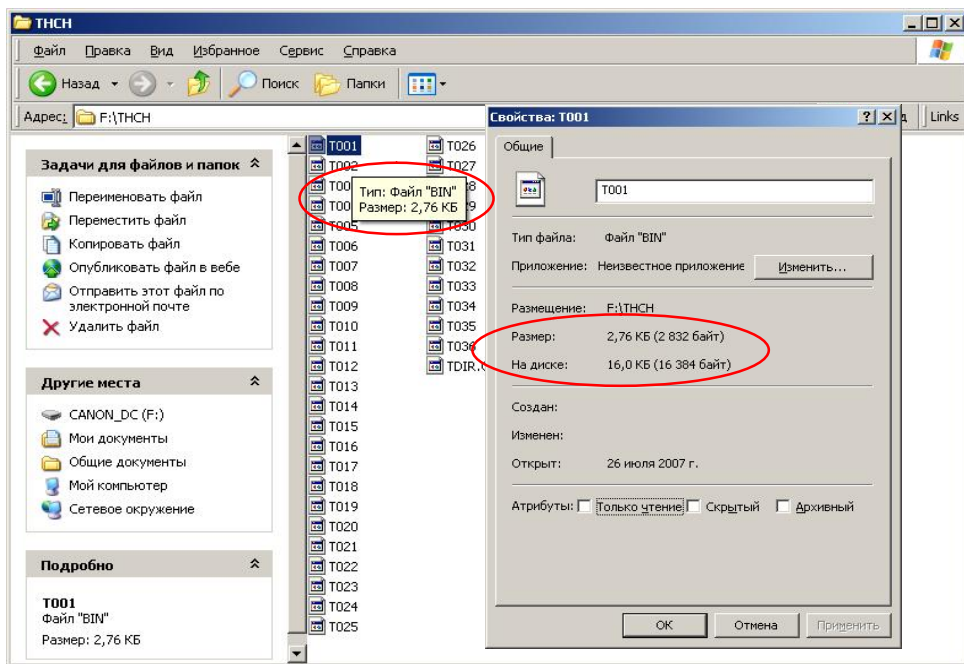 THCH
Файл Правка Вид Избранное Сервис Справка
Назад Поиск Папки
Адрес: F:\THCH
Links
Задачи для файлов и папок
Переименовать файл
Переместить файл
Копировать файл
Опубликовать файл в вебе
Отправить этот файл по
электронной почте
Удалить файл
Другие места
CANON_DC (F:)
Мои документы
Общие документы
Мой компьютер
Сетевое окружение
Подробно
T001
Файл "BIN"
Размер: 2,76 КБ
T001
T002
T005
T006
T007
T008
T009
T010
T011
T012
T013
T014
T015
T016
T017
T018
T019
T020
T021
T022
T023
T024
T025
T026
T027
T030
T031
T032
T033
T034
T035
T036
TDIR.
Тип: Файл "BIN"
Размер: 2,76 КБ
Свойства: T001
Общие
T001
Тип файла: Файл "BIN"
Приложение: Неизвестное приложение Изменить...
Размещение: F:\THCH
Размер: 2,76 КБ (2 832 байт)
На диске: 16,0 КБ (16 384 байт)
Создан:
Изменен:
Открыт: 26 июля 2007 г.
Атрибуты: Только чтение Скрытый Архивный
OK Отмена Применить